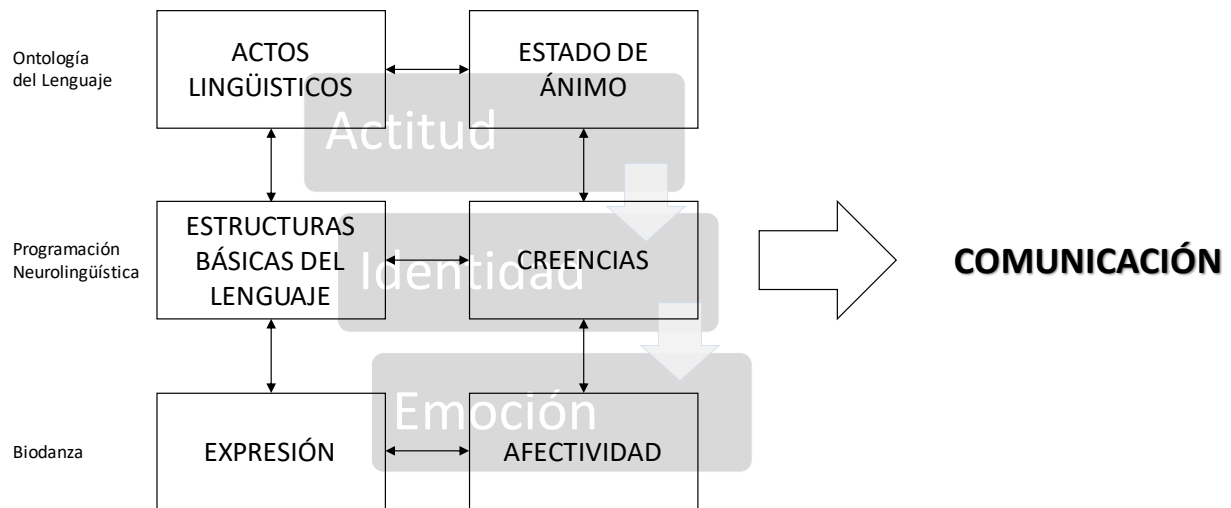 Ontología
del Lenguaje
ACTOS
LINGÜISTICOS
ESTADO DE
ÁNIMO
Actitud
Programación
Neurolingüística
ESTRUCTURAS
BÁSICAS DEL
LENGUAJE
Identidad
CREENCIAS
COMUNICACIÓN
Emoción
Biodanza
EXPRESIÓN
AFECTIVIDAD